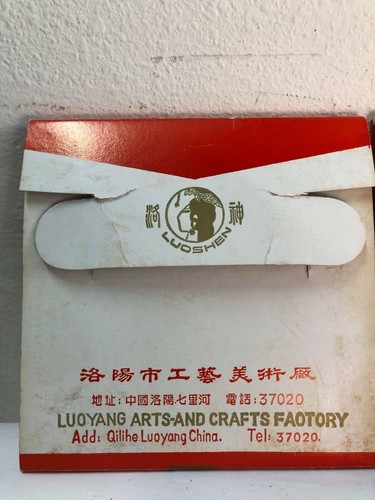 洛 神
LUOSHEN
洛陽市工藝美術廠
地址:中國洛陽七里河 電話:37020
LUOYANG ARTS-AND CRAFTS FAOTORY
Add: Qilihe Luoyang China. Tel: 37020.